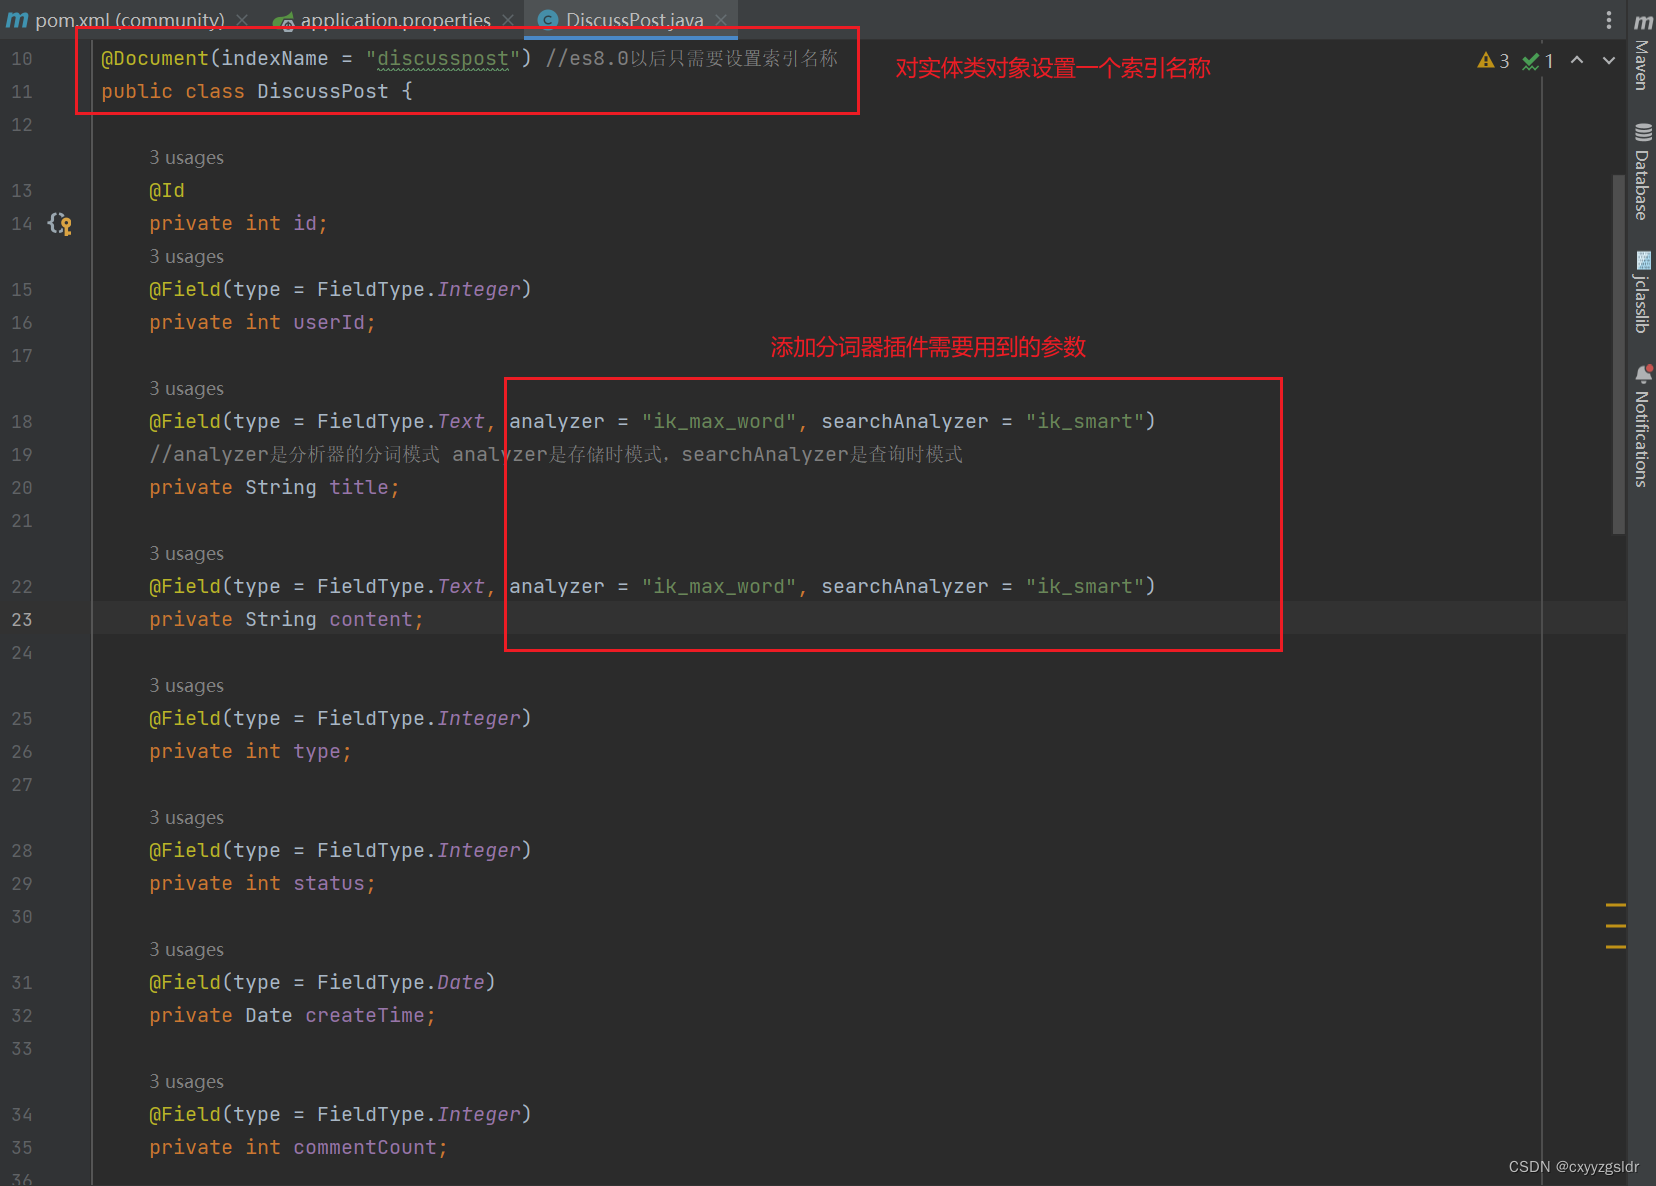 pom.xml (community)
application.properties
DiscussPost.java
10 @Document(indexName = "discusspost") //es8.0以后只需要设置索引名称
对实体类对象设置一个索引名称
3 1
11 public class DiscussPost {
12
3 usages
13 @Id
14 private int id;
3 usages
15 @Field(type = FieldType.Integer)
16 private int userId;
17
添加分词器插件需要用到的参数
3 usages
18 @Field(type = FieldType.Text, analyzer = "ik_max_word", searchAnalyzer = "ik_smart")
19 //analyzer是分析器的分词模式 analyzer是存储时模式，searchAnalyzer是查询时模式
20 private String title;
21
3 usages
22 @Field(type = FieldType.Text, analyzer = "ik_max_word", searchAnalyzer = "ik_smart")
23 private String content;
24
3 usages
25 @Field(type = FieldType.Integer)
26 private int type;
27
3 usages
28 @Field(type = FieldType.Integer)
29 private int status;
30
3 usages
31 @Field(type = FieldType.Date)
32 private Date createTime;
33
3 usages
34 @Field(type = FieldType.Integer)
35 private int commentCount;
36
Maven
Database
jclasslib
Notifications
CSDN @cxyyzgsldr